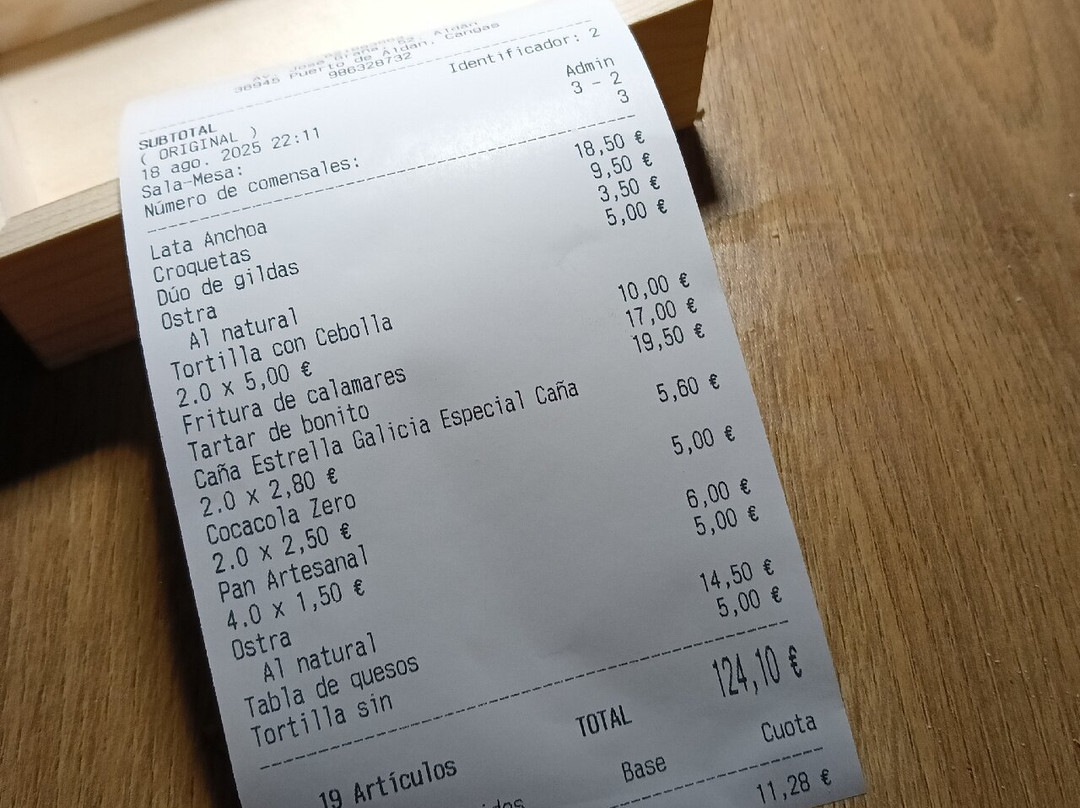 Aldán
36945 Puerto de Aldan. Cangas
986328732
Identificador: 2
SUBTOTAL Admin
( ORIGINAL ) 3 - 2
18 ago. 2025 22:11 3
Sala-Mesa:
Número de comensales:
Lata Anchoa 18,50 €
Croquetas 9,50 €
Dúo de gildas 3,50 €
Ostra 5,00 €
Al natural
Tortilla con Cebolla 10,00 €
2.0 x 5,00 €
Fritura de calamares 17,00 €
Tartar de bonito 19,50 €
Caña Estrella Galicia Especial Caña 5,60 €
2.0 x 2,80 €
Cocacola Zero 5,00 €
2.0 x 2,50 €
Pan Artesanal 6,00 €
4.0 x 1,50 €
Ostra 5,00 €
Al natural
Tabla de quesos 14,50 €
Tortilla sin 5,00 €
TOTAL 124,10 €
19 Artículos Base Cuota
11,28 €